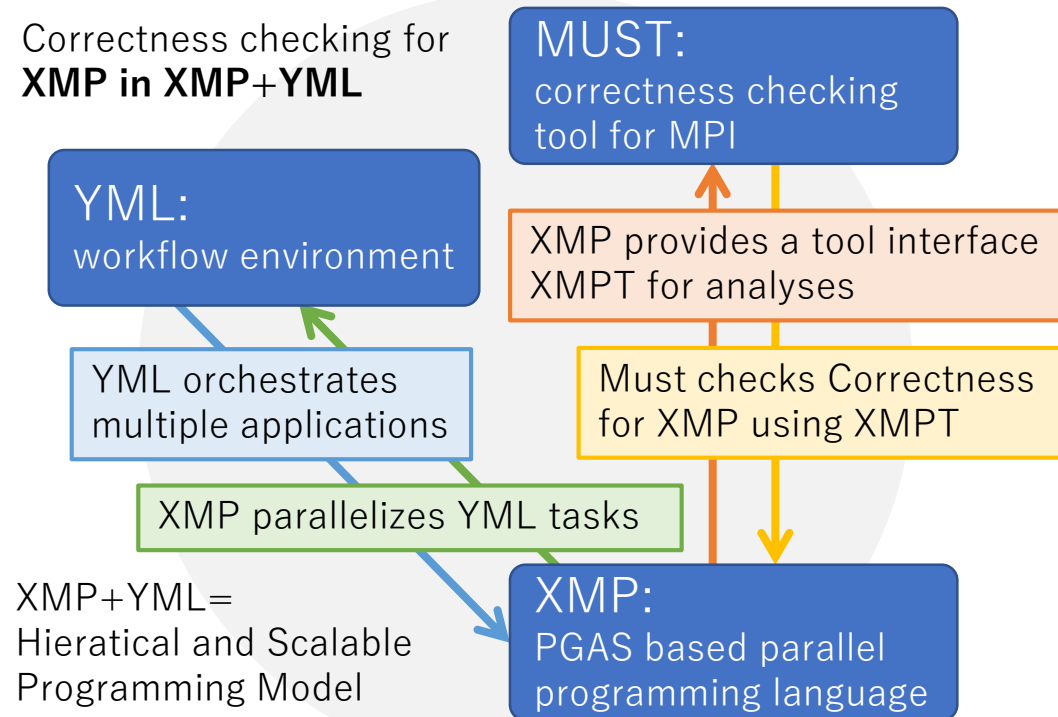 Correctness checking for
XMP in XMP+YML
MUST:
correctness checking
tool for MPI
YML:
workflow environment
XMP provides a tool interface
XMPT for analyses
YML orchestrates
multiple applications
Must checks Correctness
for XMP using XMPT
XMP parallelizes YML tasks
XMP+YML=
Hieratical and Scalable
Programming Model
XMP:
PGAS based parallel
programming language